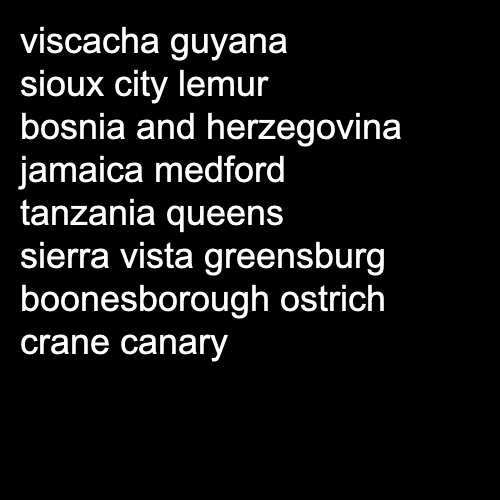 viscacha guyana
sioux city lemur
bosnia and herzegovina
jamaica medford
tanzania queens
sierra vista greensburg
boonesborough ostrich
crane canary